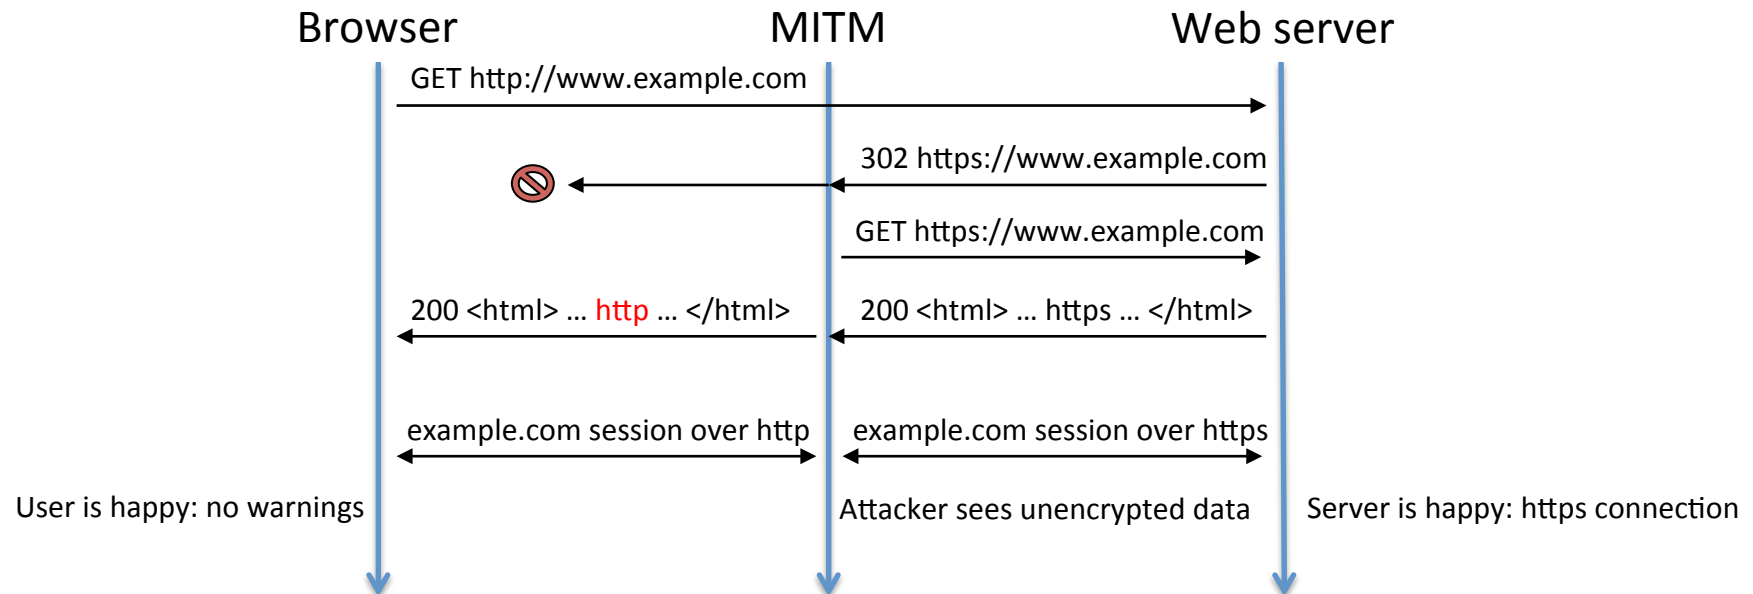 Browser
MITM
Web server
GET http://www.example.com
302 https://www.example.com
GET https://www.example.com
200 <html> ... http ... </html>
200 <html> ... https ... </html>
example.com session over http
example.com session over https
User is happy: no warnings
Attacker sees unencrypted data
Server is happy: https connection